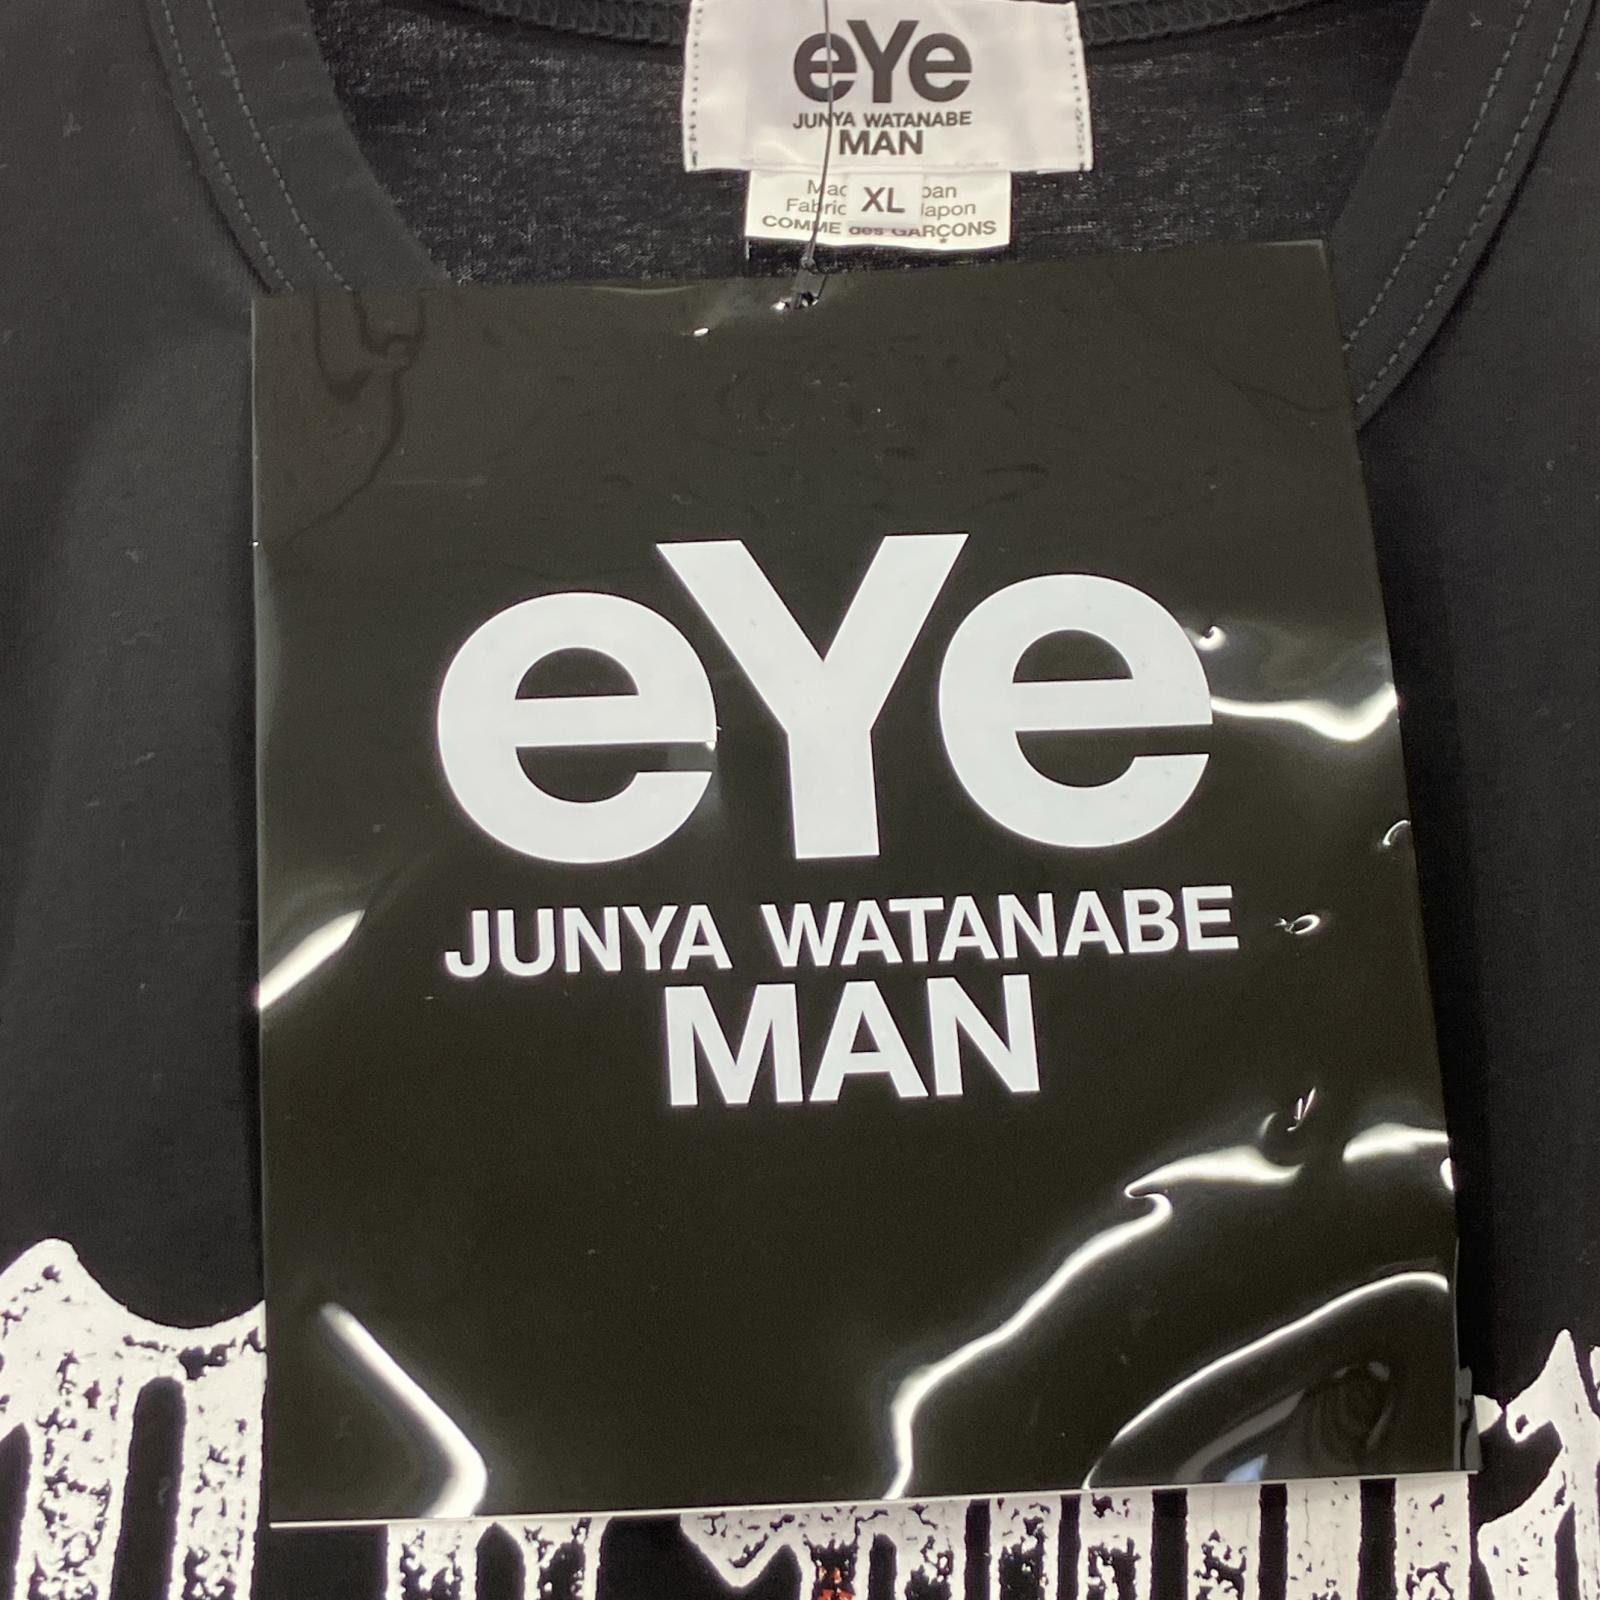 eYe
JUNYA WATANABE
MAN
XL
COMME des GARÇONS
eYe
JUNYA WATANABE
MAN